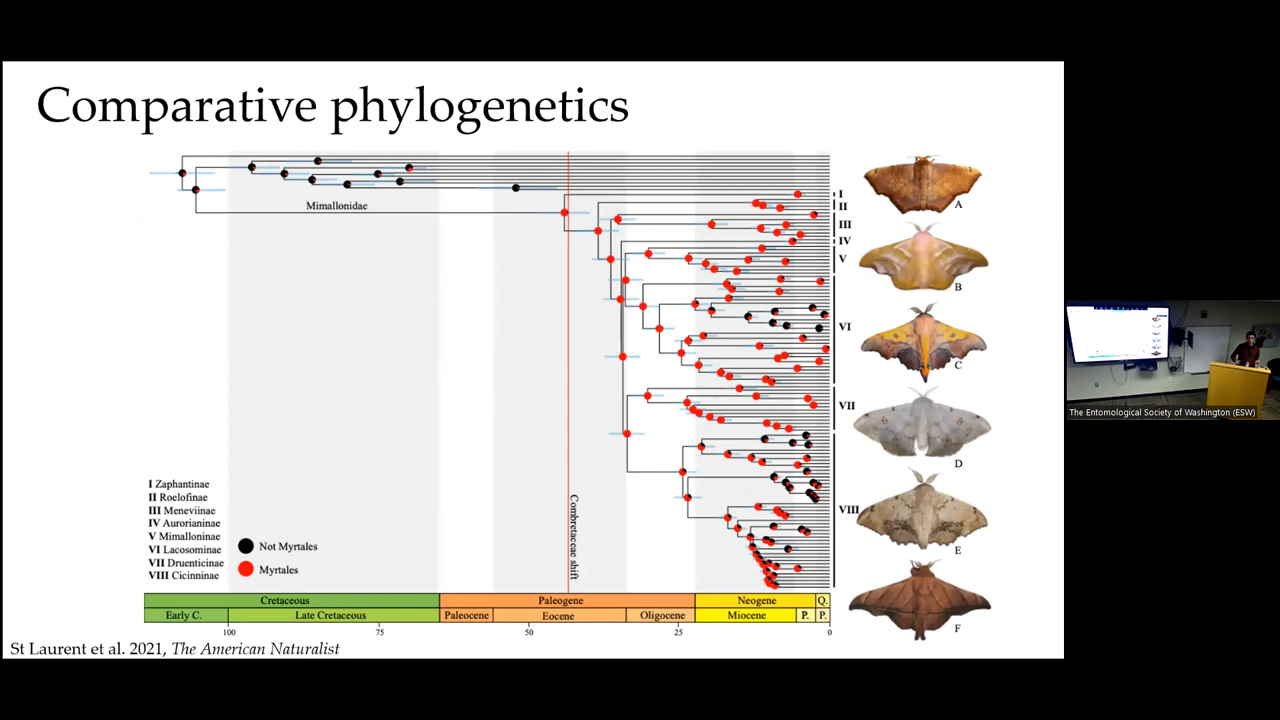 Comparative phylogenetics
Mimallonidae
I
II
III
IV
V
VI
VII
VIII
A
B
C
D
E
F
I Zaphantinae
II Roelofinae
III Meneviinae
IV Aurorianinae
V Mimalloninae
VI Lacosominae
VII Druenticinae
VIII Cicinninae
Not Myrtales
Myrtales
Combretaceae shift
Cretaceous Paleogene Neogene Q.
Early C. Late Cretaceous Paleocene Eocene Oligocene Miocene P. P.
100 75 50 25 0
St Laurent et al. 2021, The American Naturalist
The Entomological Society of Washington (ESW)